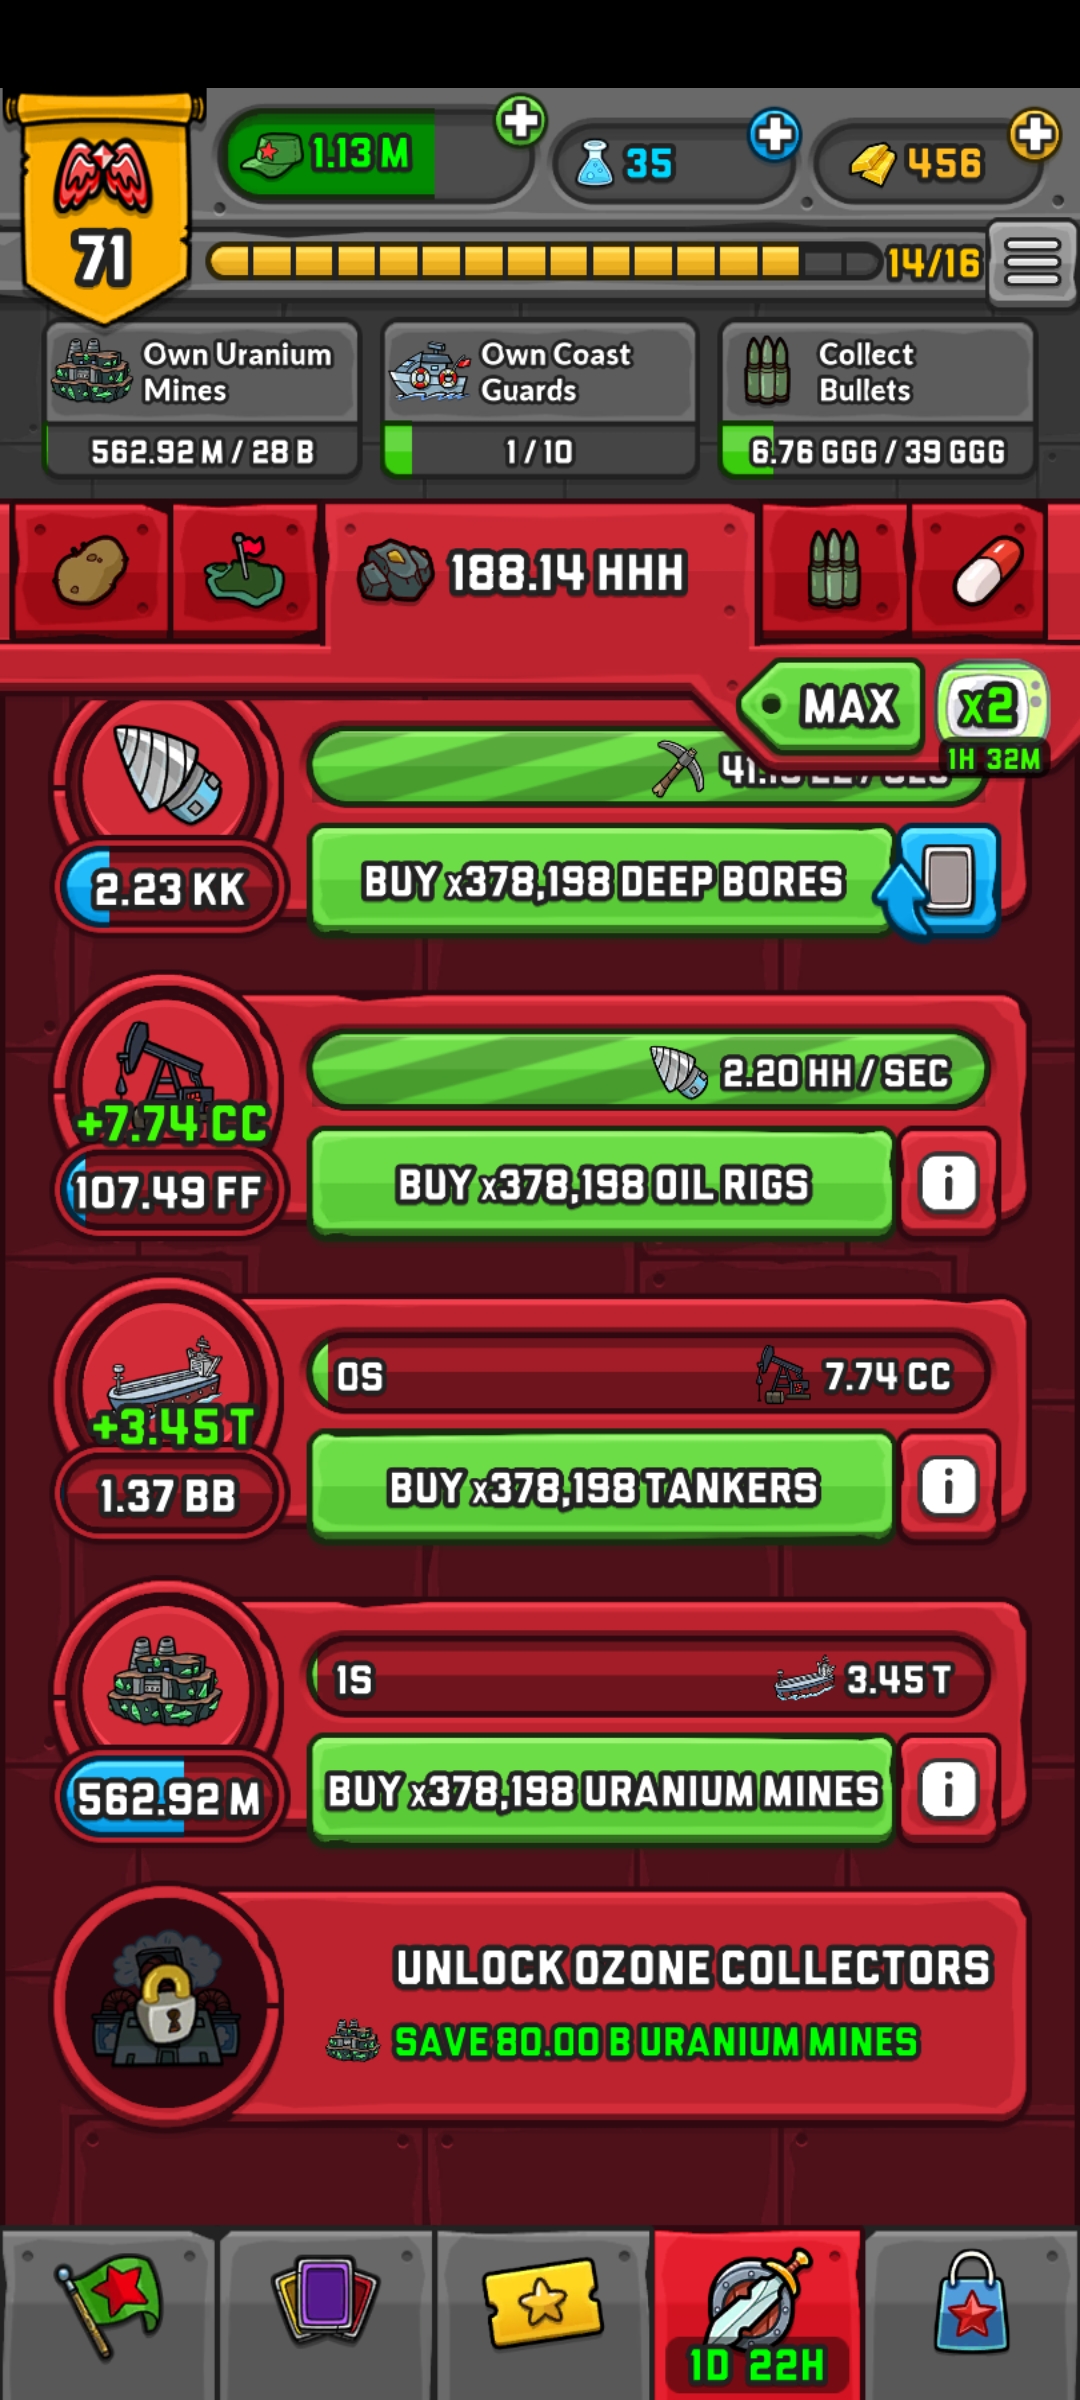 71
1.13 M
35
456
14/16
Own Uranium
Mines
562.92 M / 28 B
Own Coast
Guards
1 / 10
Collect
Bullets
6.76 GGG / 39 GGG
188.14 HHH
MAX
x2
1H 32M
2.23 KK
BUY x378,198 DEEP BORES
+7.74 CC
107.49 FF
2.20 HH / SEC
BUY x378,198 OIL RIGS
i
+3.45 T
1.37 BB
0S
7.74 CC
BUY x378,198 TANKERS
i
562.92 M
1S
3.45 T
BUY x378,198 URANIUM MINES
i
UNLOCK OZONE COLLECTORS
SAVE 80.00 B URANIUM MINES
1D 22H